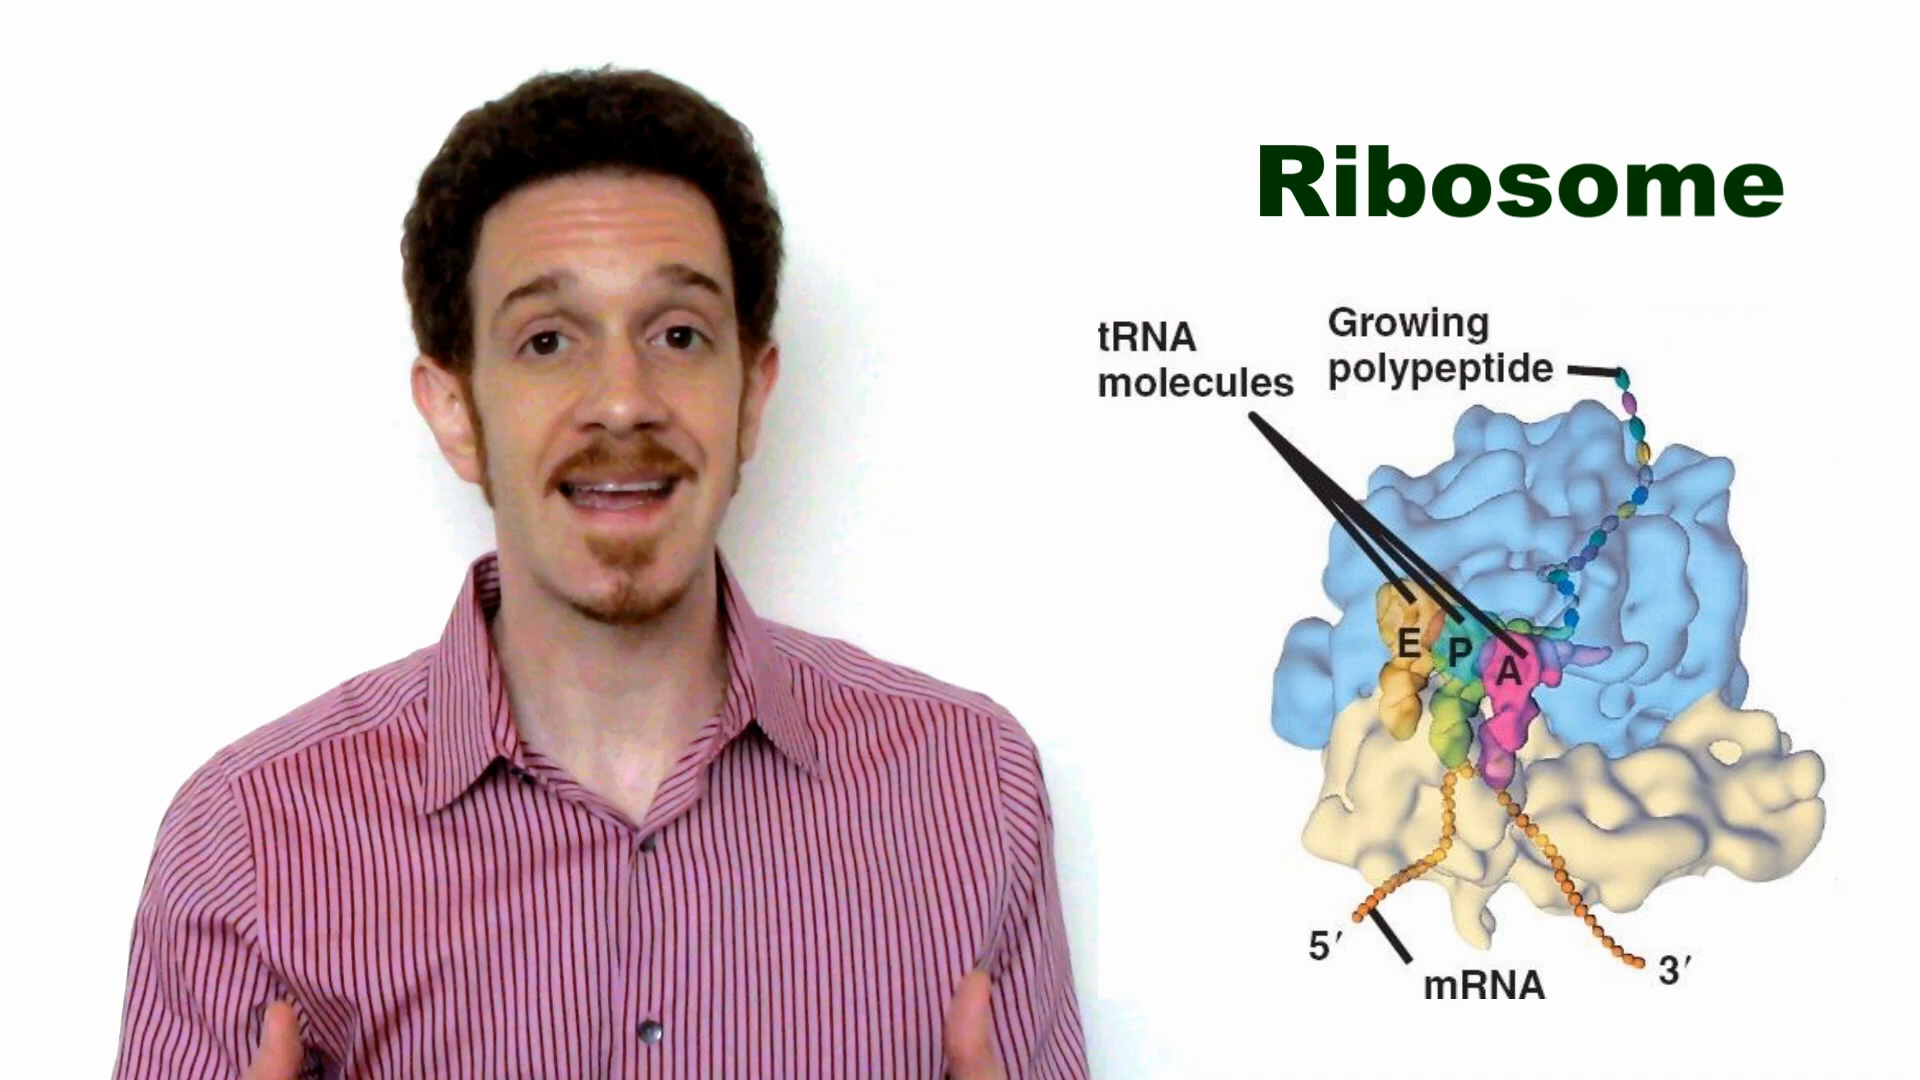 Ribosome
tRNA
molecules
Growing
polypeptide
E
P
A
5′
mRNA
3′